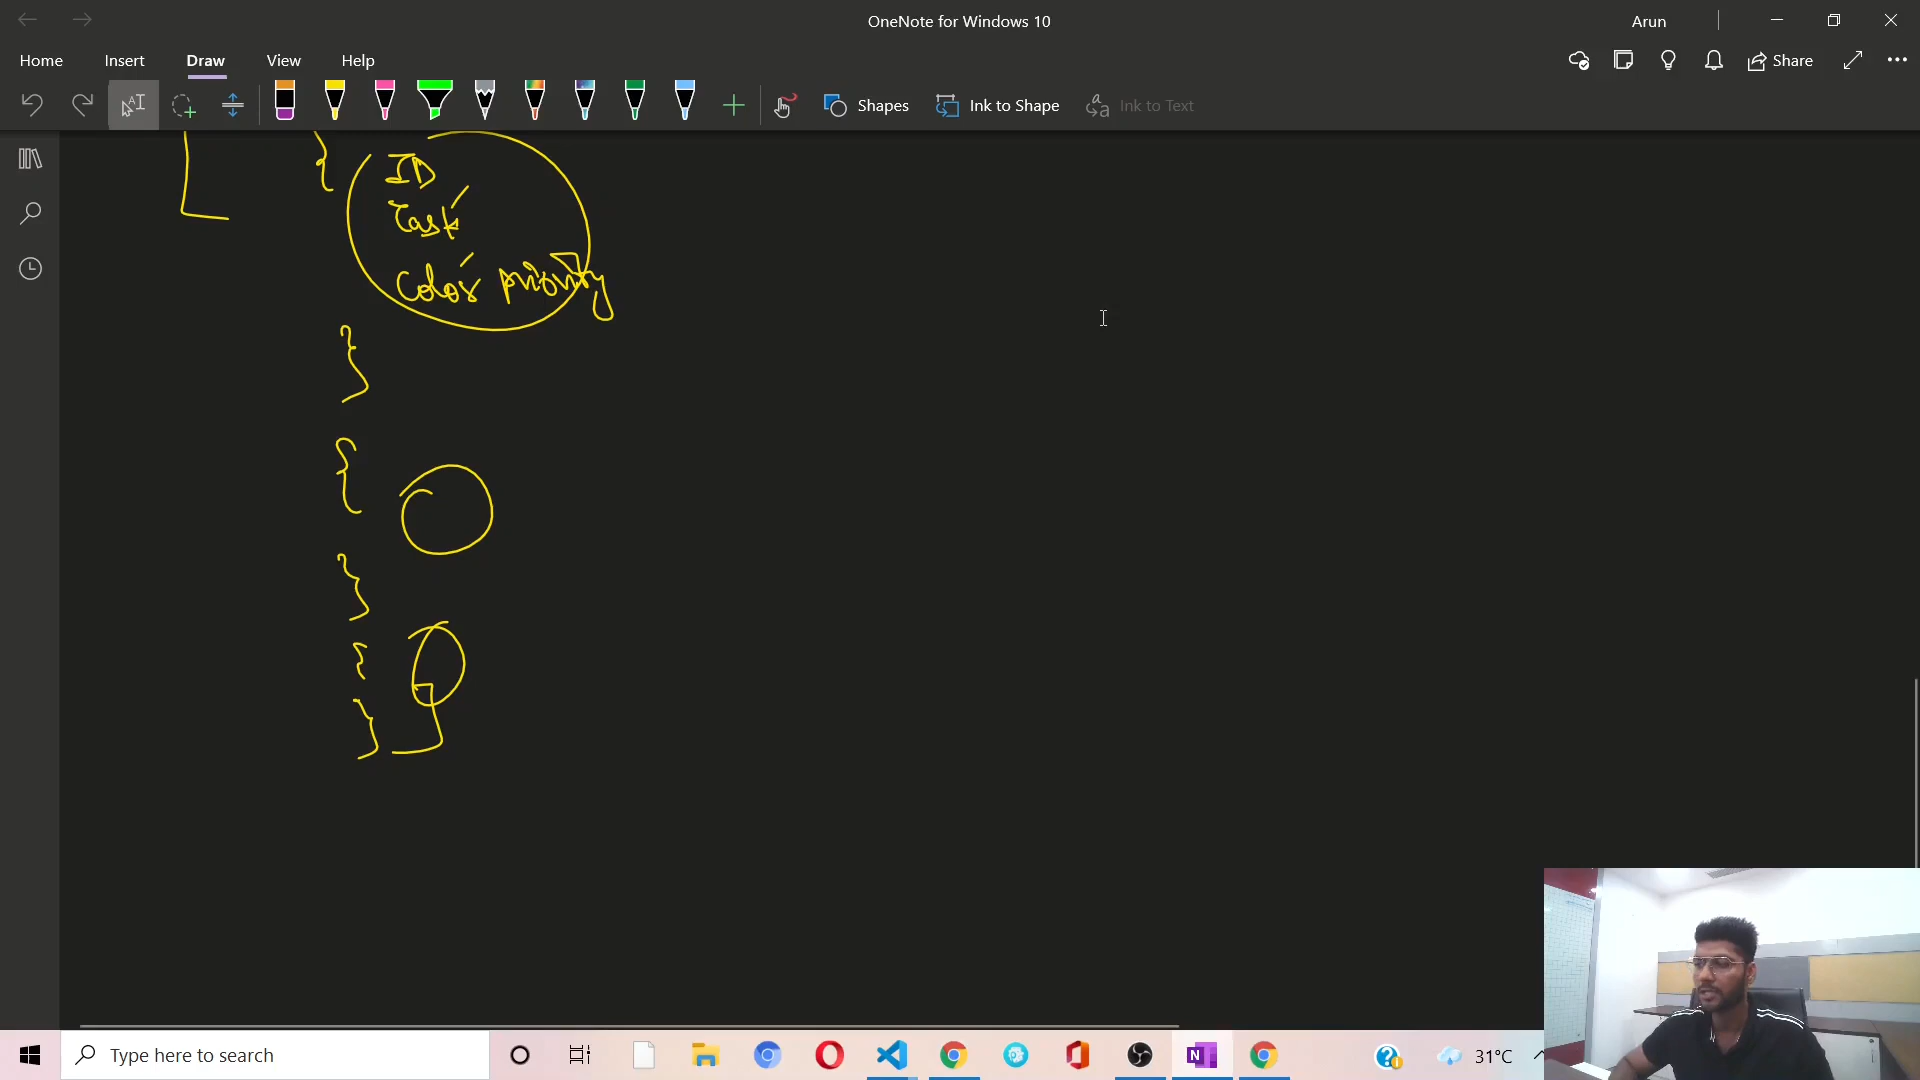 OneNote for Windows 10
Arun
Home Insert Draw View Help
Share
Shapes
Ink to Shape
Ink to Text
{
ID
Task
Color priority
}
{
}
{
}
]
Type here to search
31°C